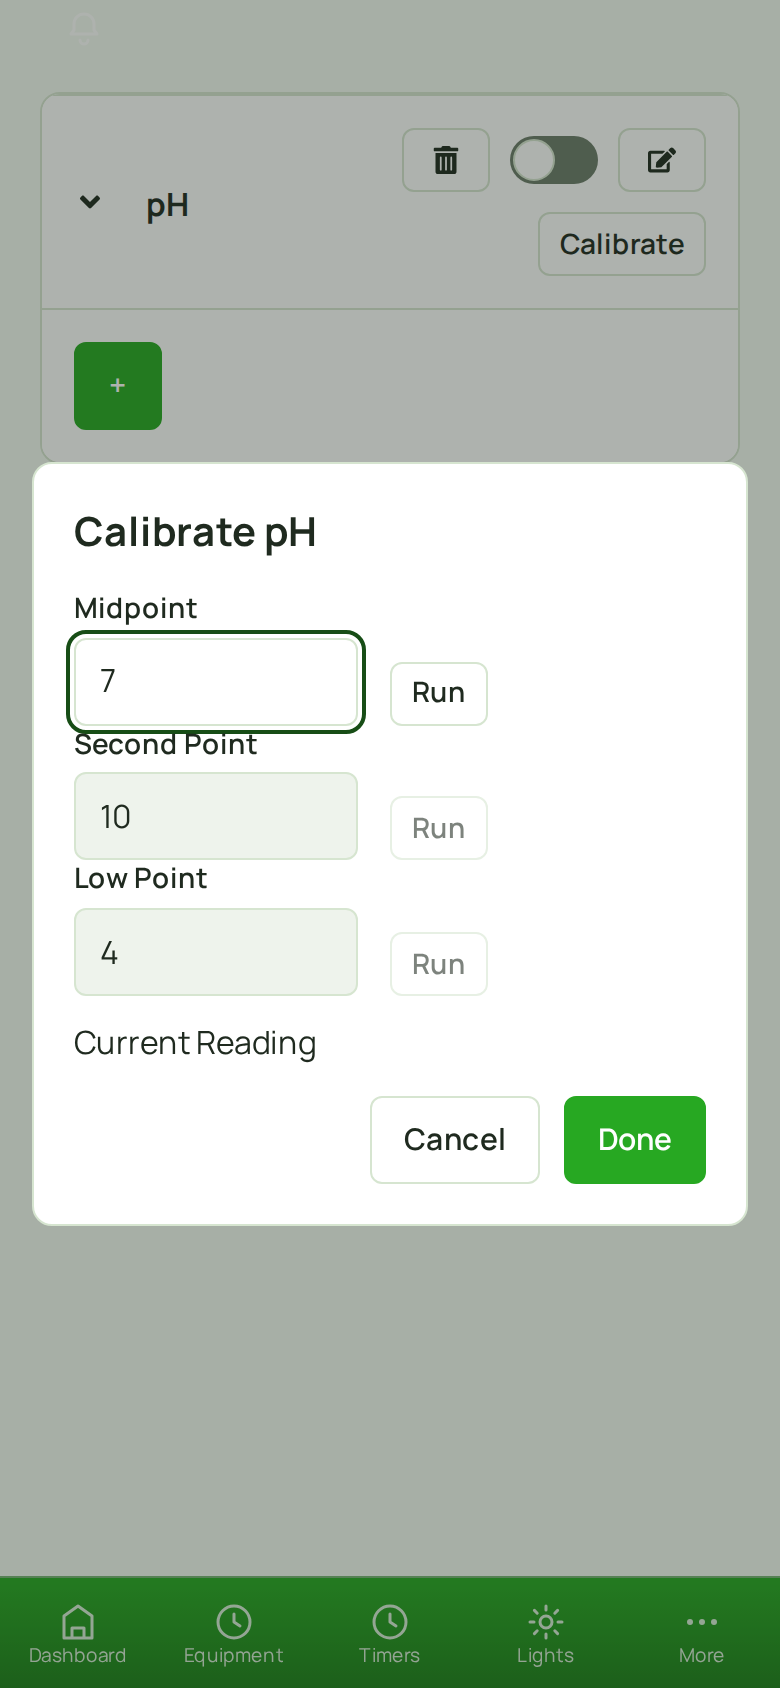 pH
Calibrate
+
Calibrate pH
Midpoint
7
Run
Second Point
10
Run
Low Point
4
Run
Current Reading
Cancel
Done
Dashboard
Equipment
Timers
Lights
More